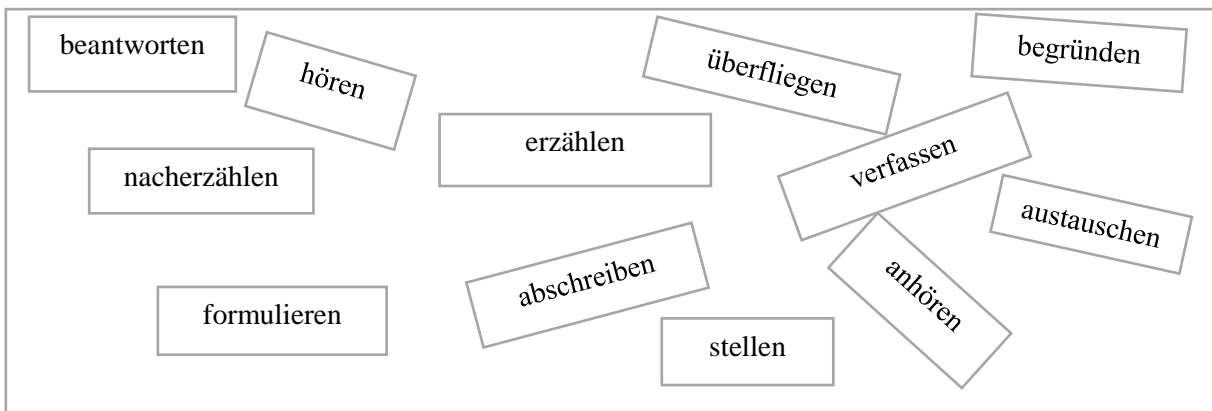 beantworten
hören
überfliegen
begründen
erzählen
verfassen
nacherzählen
austauschen
abschreiben
anhören
formulieren
stellen